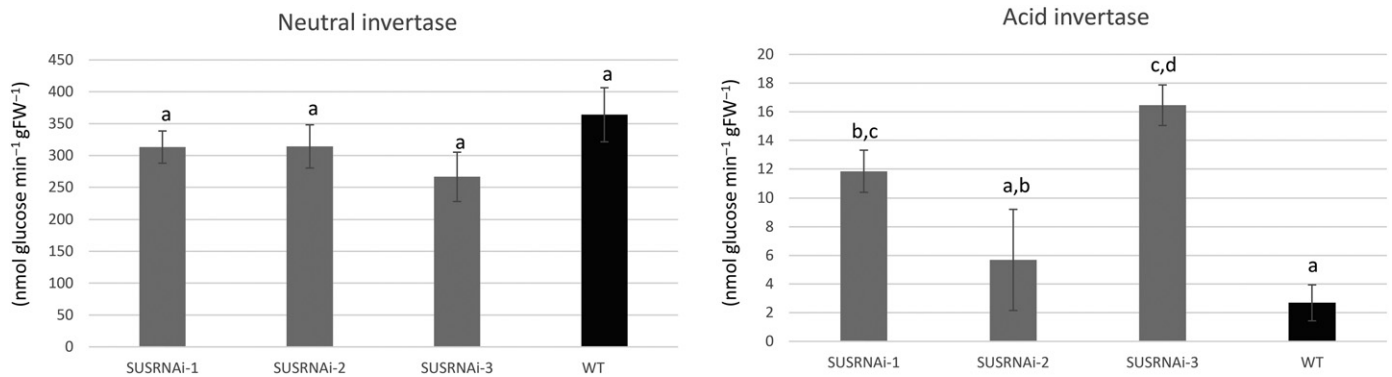 Neutral invertase
(nmol glucose min⁻¹ gFW⁻¹)
450
400
350
300
250
200
150
100
50
0
a
a
a
a
SUSRNAi-1
SUSRNAi-2
SUSRNAi-3
WT
Acid invertase
(nmol glucose min⁻¹ gFW⁻¹)
20
18
16
14
12
10
8
6
4
2
0
b,c
a,b
c,d
a
SUSRNAi-1
SUSRNAi-2
SUSRNAi-3
WT